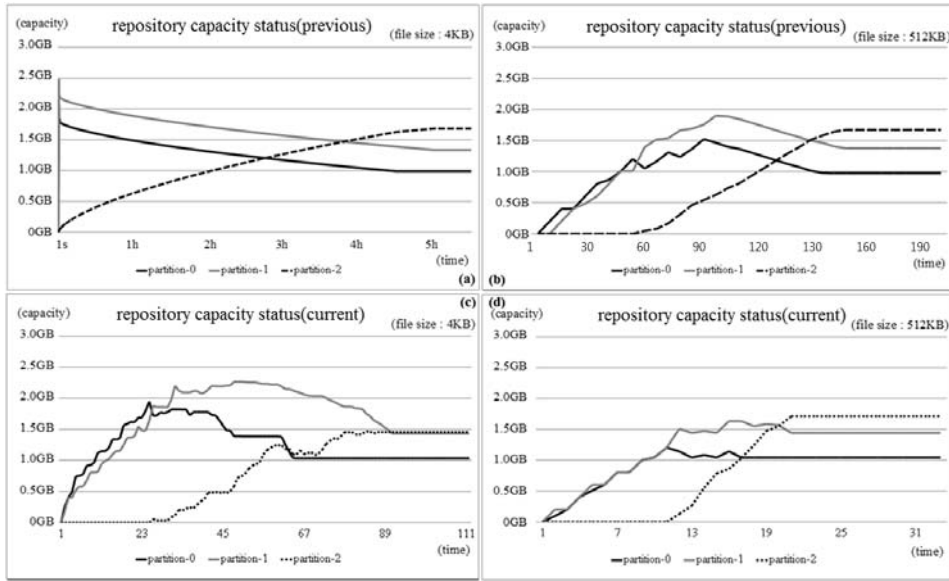 (capacity)
repository capacity status(previous)
(file size : 4KB)
3.0GB
2.5GB
2.0GB
1.5GB
1.0GB
0.5GB
0GB
1s 1h 2h 3h 4h 5h
(time)
partition-0 partition-1 partition-2
(a)
(capacity)
repository capacity status(previous)
(file size : 512KB)
3.0GB
2.5GB
2.0GB
1.5GB
1.0GB
0.5GB
0GB
1 30 60 90 120 130 160 190
(time)
partition-0 partition-1 partition-2
(b)
(c)
(capacity)
repository capacity status(current)
(file size : 4KB)
3.0GB
2.5GB
2.0GB
1.5GB
1.0GB
0.5GB
0GB
1 23 45 67 89 111
(time)
partition-0 partition-1 partition-2
(d)
(capacity)
repository capacity status(current)
(file size : 512KB)
3.0GB
2.5GB
2.0GB
1.5GB
1.0GB
0.5GB
0GB
1 7 13 19 25 31
(time)
partition-0 partition-1 partition-2